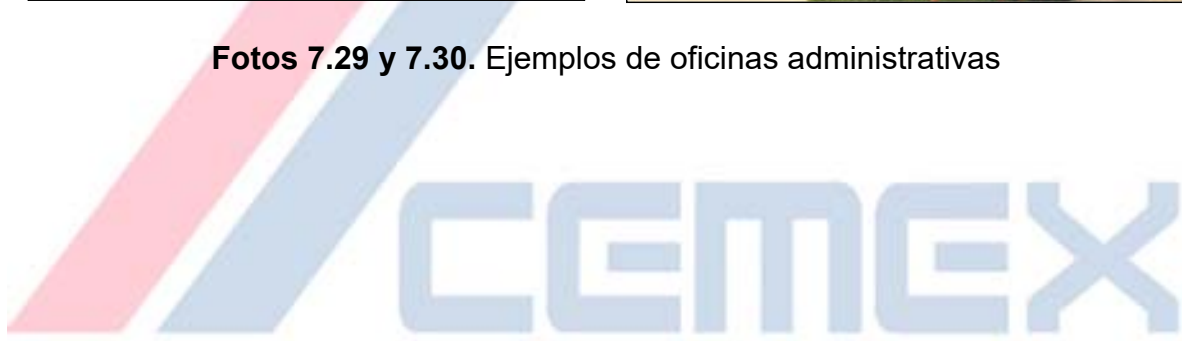 Fotos 7.29 y 7.30. Ejemplos de oficinas administrativas
CEMEX